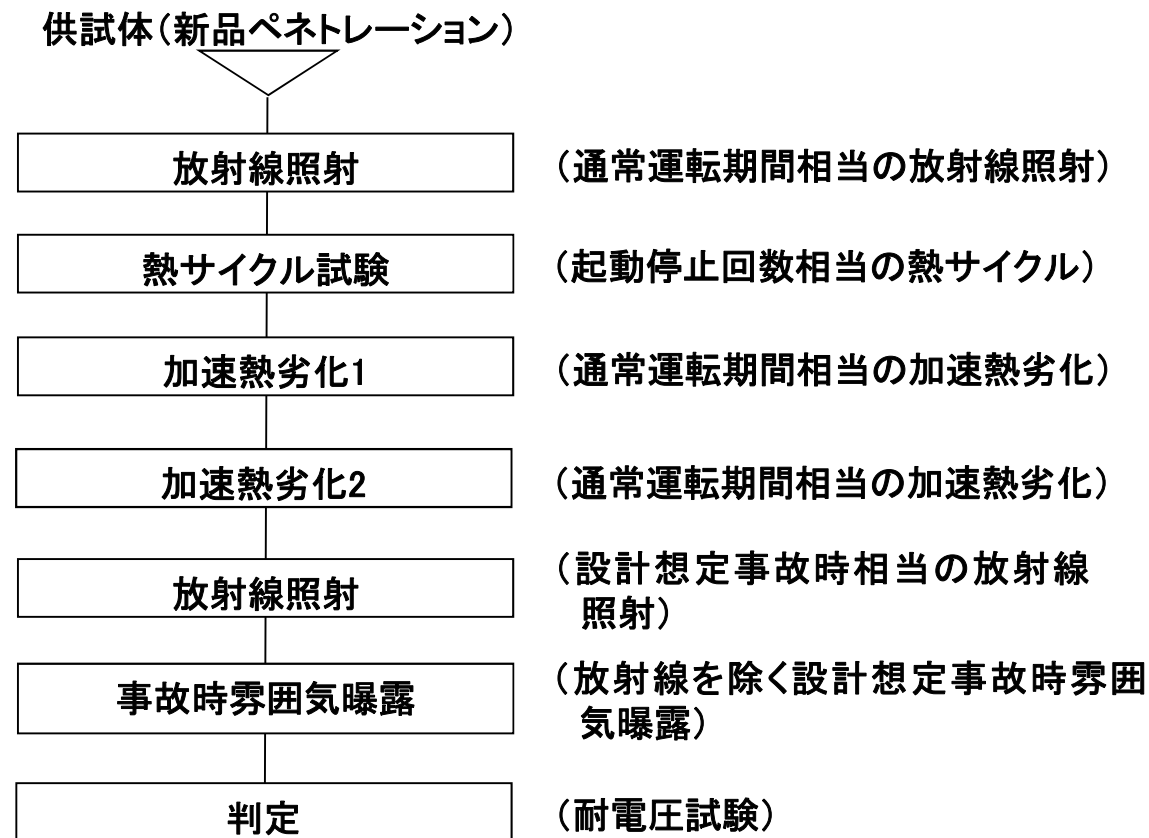 供試体(新品ペネトレーション)
放射線照射
(通常運転期間相当の放射線照射)
熱サイクル試験
(起動停止回数相当の熱サイクル)
加速熱劣化1
(通常運転期間相当の加速熱劣化)
加速熱劣化2
(通常運転期間相当の加速熱劣化)
放射線照射
(設計想定事故時相当の放射線
照射)
事故時雰囲気曝露
(放射線を除く設計想定事故時雰囲
気曝露)
判定
(耐電圧試験)